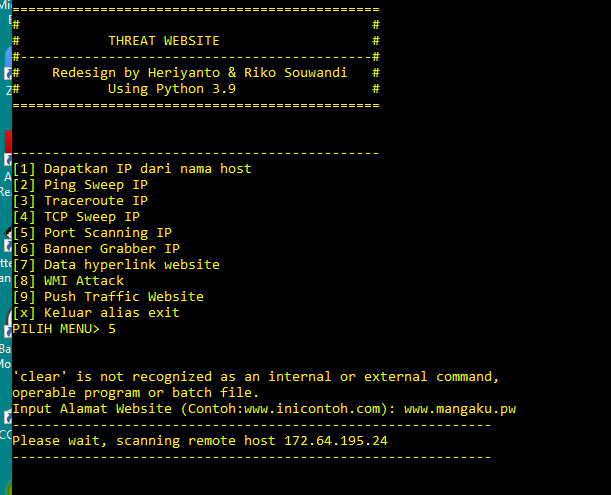 ===============================================
# #
# THREAT WEBSITE #
#---------------------------------------------#
# Redesign by Heriyanto & Riko Souwandi #
# Using Python 3.9 #
===============================================
-----------------------------------------------
[1] Dapatkan IP dari nama host
[2] Ping Sweep IP
[3] Traceroute IP
[4] TCP Sweep IP
[5] Port Scanning IP
[6] Banner Grabber IP
[7] Data hyperlink website
[8] WMI Attack
[9] Push Traffic Website
[x] Keluar alias exit
PILIH MENU> 5
'clear' is not recognized as an internal or external command,
operable program or batch file.
Input Alamat Website (Contoh:www.inicontoh.com): www.mangaku.pw
------------------------------------------------------------
Please wait, scanning remote host 172.64.195.24
------------------------------------------------------------